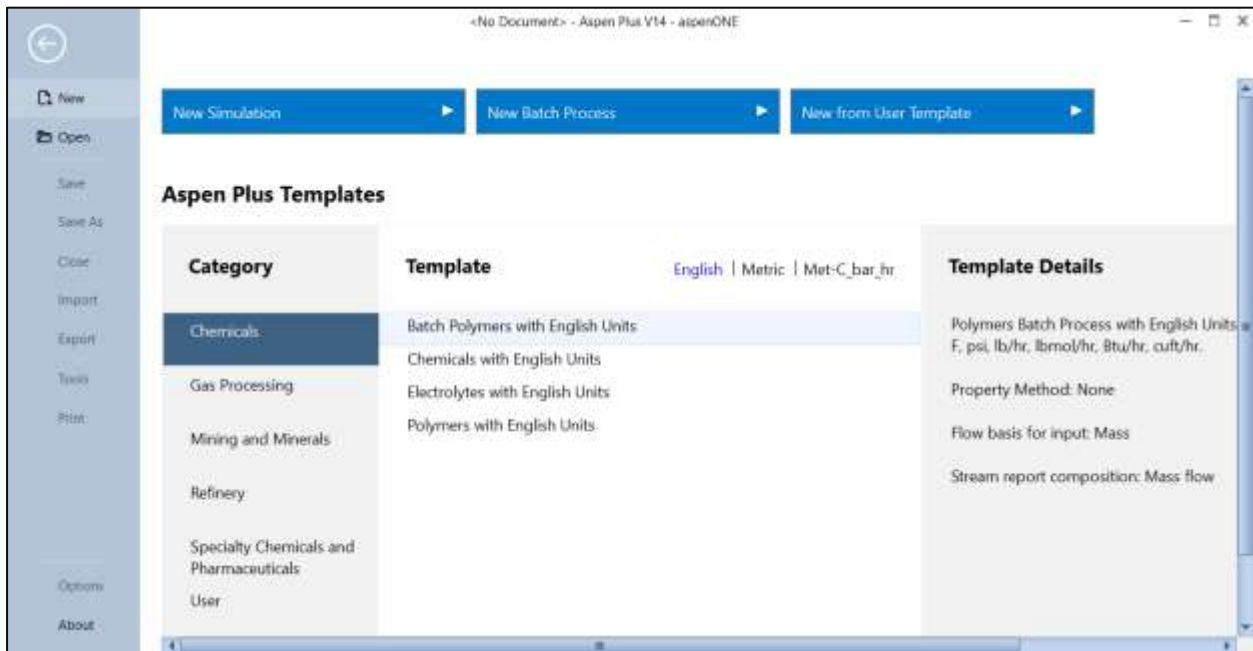 <No Document> - Aspen Plus V14 - aspenONE
New
Open
Save
Save As
Close
Import
Export
Tools
Print
Options
About
New Simulation
New Batch Process
New from User Template
Aspen Plus Templates
Category
Chemicals
Gas Processing
Mining and Minerals
Refinery
Specialty Chemicals and
Pharmaceuticals
User
Template
English | Metric | Met-C_bar_hr
Batch Polymers with English Units
Chemicals with English Units
Electrolytes with English Units
Polymers with English Units
Template Details
Polymers Batch Process with English Units
F, psi, lb/hr, lbmol/hr, Btu/hr, cuft/hr.
Property Method: None
Flow basis for input: Mass
Stream report composition: Mass flow